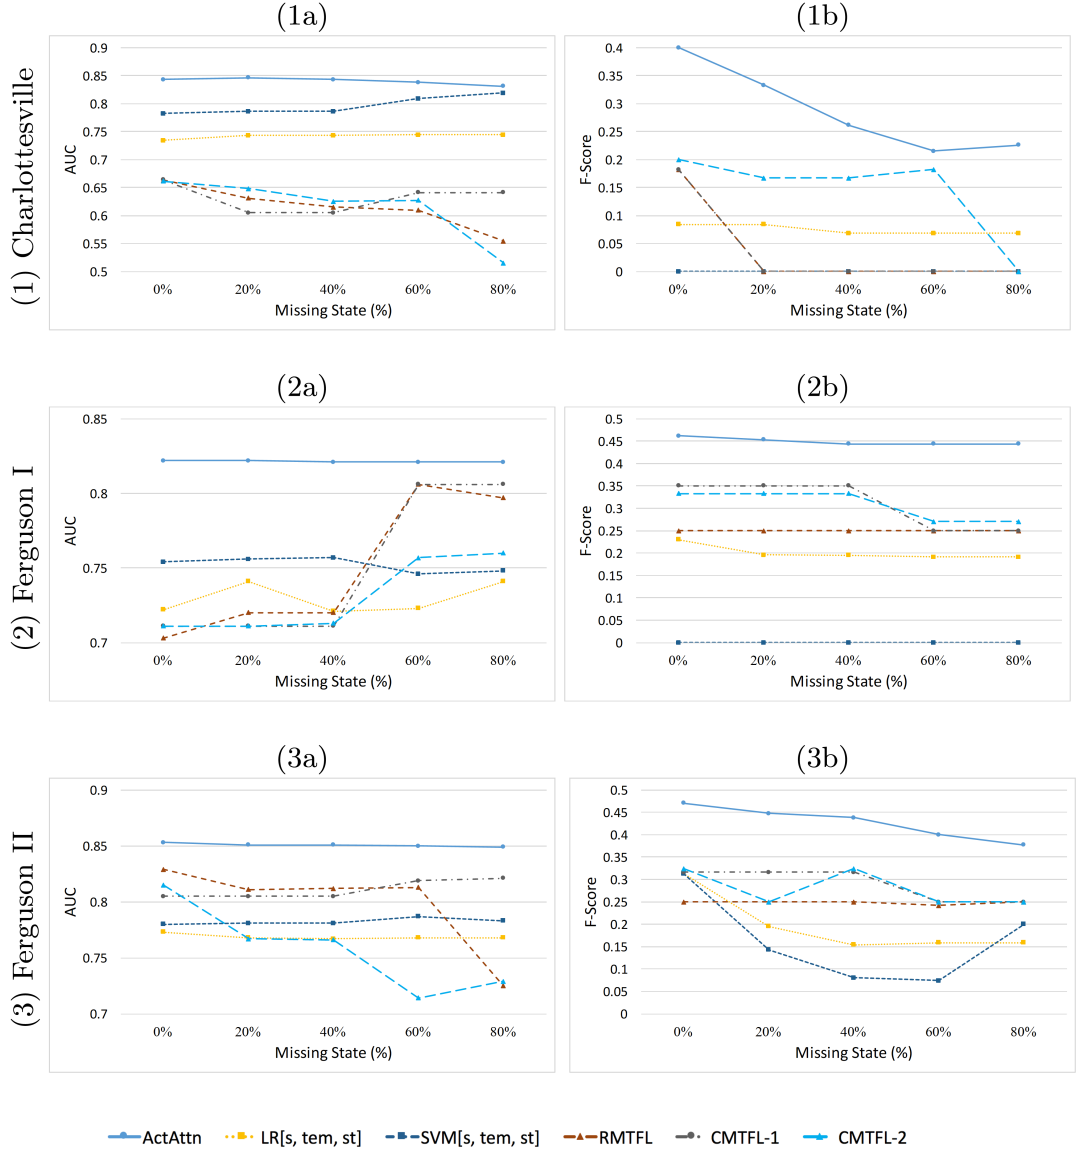 (1a)
(1b)
(1) Charlottesville
0.9
0.85
0.8
0.75
0.7
0.65
0.6
0.55
0.5
AUC
0% 20% 40% 60% 80%
Missing State (%)
0.4
0.35
0.3
0.25
0.2
0.15
0.1
0.05
0
F-Score
0% 20% 40% 60% 80%
Missing State (%)
(2a)
(2b)
(2) Ferguson I
0.85
0.8
0.75
0.7
AUC
0% 20% 40% 60% 80%
Missing State (%)
0.5
0.45
0.4
0.35
0.3
0.25
0.2
0.15
0.1
0.05
0
F-Score
0% 20% 40% 60% 80%
Missing State (%)
(3a)
(3b)
(3) Ferguson II
0.9
0.85
0.8
0.75
0.7
AUC
0% 20% 40% 60% 80%
Missing State (%)
0.5
0.45
0.4
0.35
0.3
0.25
0.2
0.15
0.1
0.05
0
F-Score
0% 20% 40% 60% 80%
Missing State (%)
ActAttn LR[s, tem, st] SVM[s, tem, st] RMTFL CMTFL-1 CMTFL-2